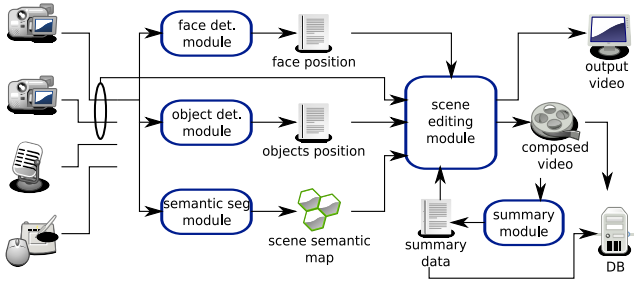 face det.
module
face position
object det.
module
objects position
semantic seg
module
scene semantic
map
scene
editing
module
output
video
composed
video
summary
module
summary
data
DB